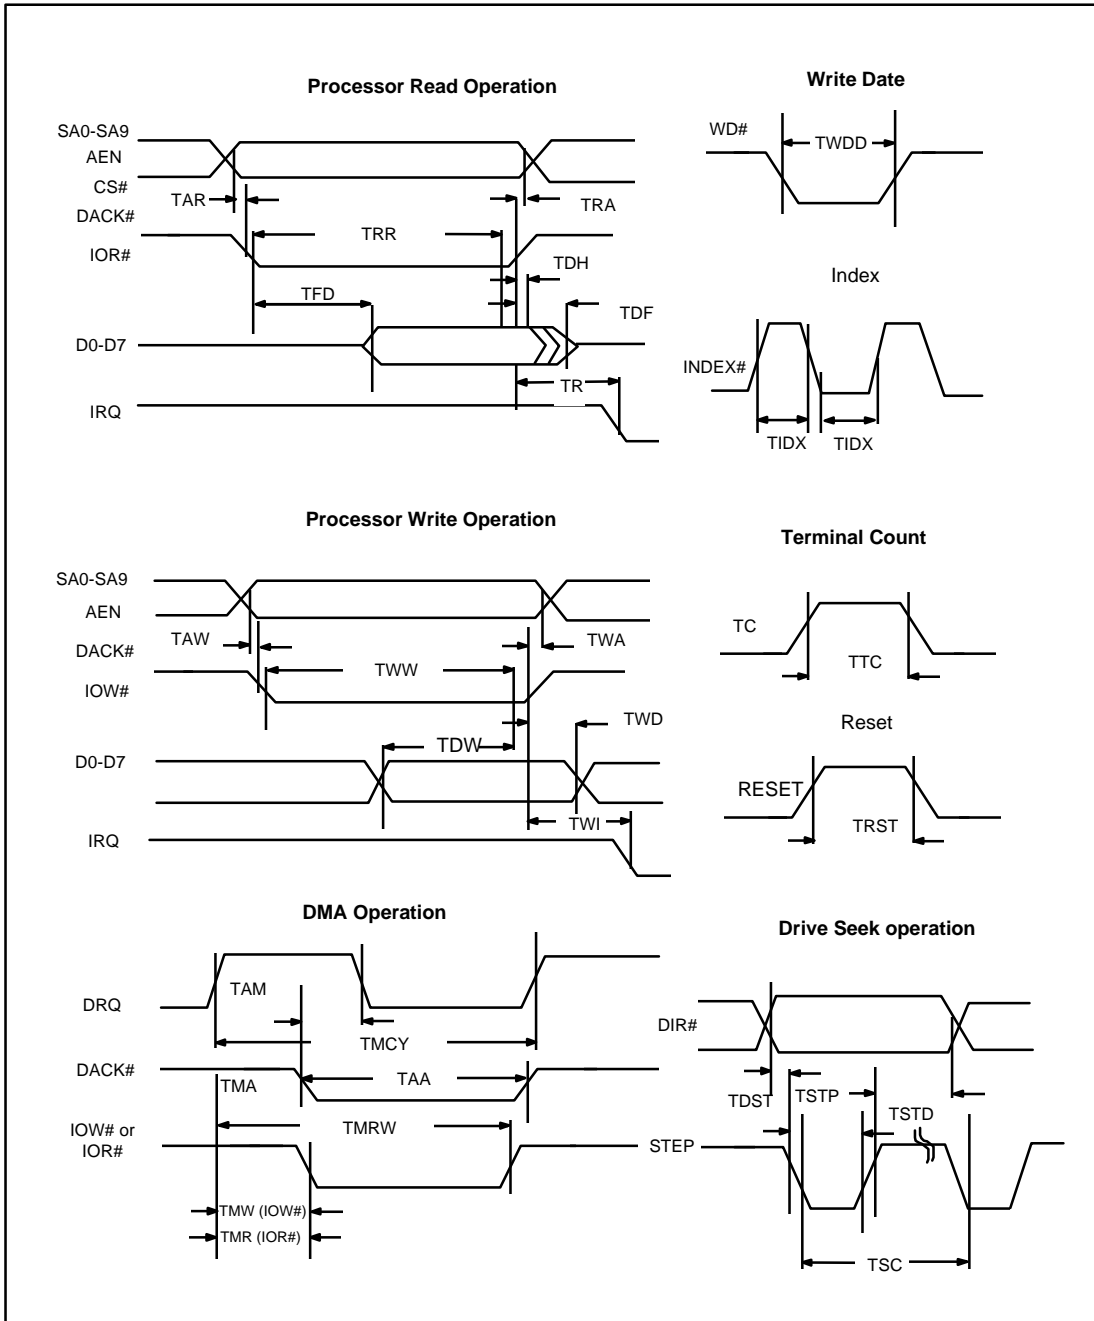 Processor Read Operation
SA0-SA9
AEN
CS#
TAR
TRA
DACK#
TRR
IOR#
TDH
TFD
TDF
D0-D7
TR
IRQ
Write Date
WD#
TWDD
Index
INDEX#
TIDX
TIDX
Processor Write Operation
SA0-SA9
AEN
TAW
TWA
DACK#
TWW
IOW#
TWD
TDW
D0-D7
TWI
IRQ
Terminal Count
TC
TTC
Reset
RESET
TRST
DMA Operation
TAM
DRQ
TMCY
DACK#
TMA
TAA
IOW# or
IOR#
TMRW
TMW (IOW#)
TMR (IOR#)
Drive Seek operation
DIR#
TDST
TSTP
TSTD
STEP
TSC